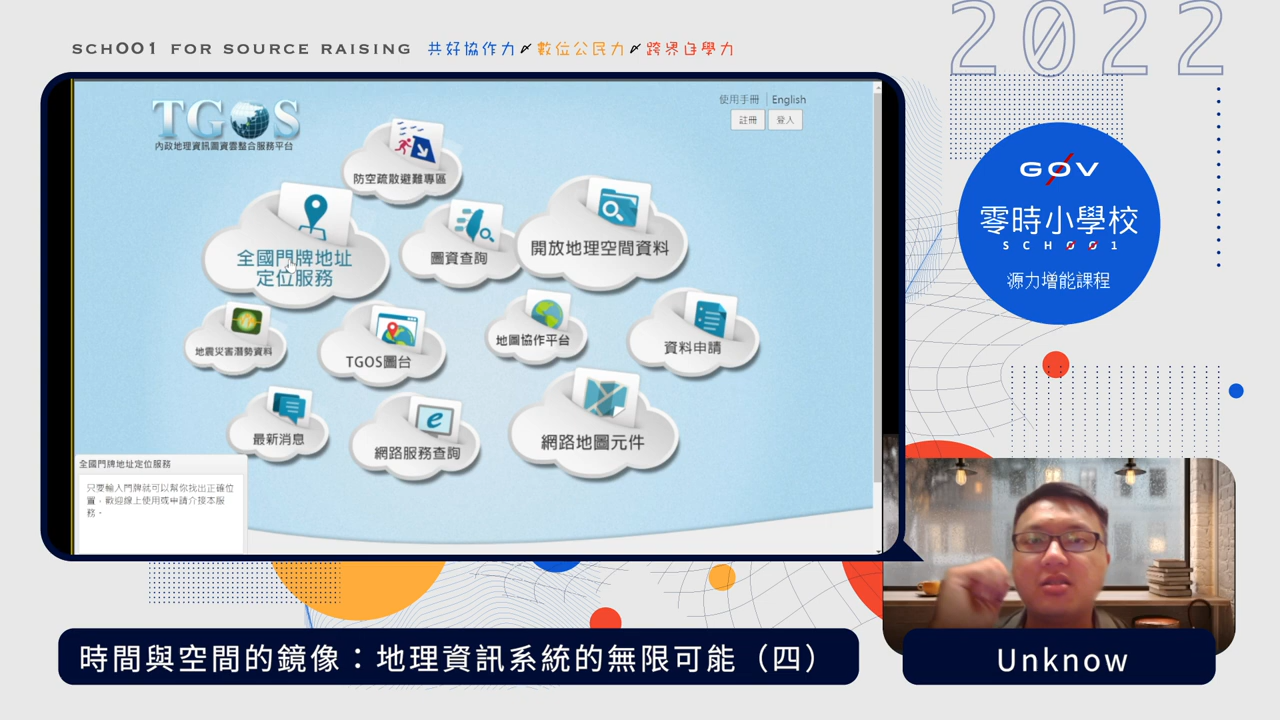 SCH001 FOR SOURCE RAISING 共好協作力 數位公民力 跨界自學力
2022
TGOS
內政地理資訊圖資雲整合服務平台
使用手冊 English
註冊 登入
防空疏散避難專區
全國門牌地址
定位服務
圖資查詢
開放地理空間資料
地震災害潛勢資料
TGOS圖台
地圖協作平台
資料申請
最新消息
網路服務查詢
網路地圖元件
全國門牌地址定位服務
只要輸入門牌就可以幫你找出正確位
置，歡迎線上使用或申請介接本服
務。
G0V
零時小學校
SCH001
源力增能課程
時間與空間的鏡像：地理資訊系統的無限可能（四）
Unknow